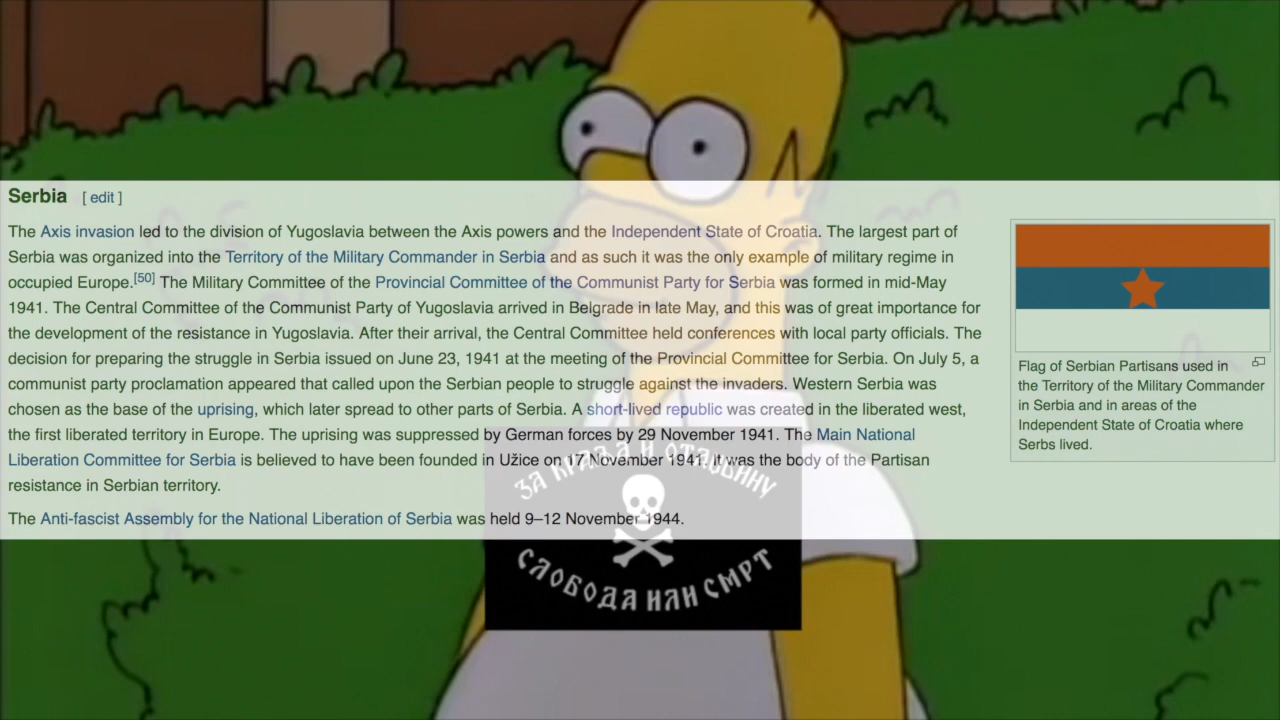 Serbia [ edit ]
The Axis invasion led to the division of Yugoslavia between the Axis powers and the Independent State of Croatia. The largest part of
Serbia was organized into the Territory of the Military Commander in Serbia and as such it was the only example of military regime in
occupied Europe.[50] The Military Committee of the Provincial Committee of the Communist Party for Serbia was formed in mid-May
1941. The Central Committee of the Communist Party of Yugoslavia arrived in Belgrade in late May, and this was of great importance for
the development of the resistance in Yugoslavia. After their arrival, the Central Committee held conferences with local party officials. The
decision for preparing the struggle in Serbia issued on June 23, 1941 at the meeting of the Provincial Committee for Serbia. On July 5, a
communist party proclamation appeared that called upon the Serbian people to struggle against the invaders. Western Serbia was
chosen as the base of the uprising, which later spread to other parts of Serbia. A short-lived republic was created in the liberated west,
the first liberated territory in Europe. The uprising was suppressed by German forces by 29 November 1941. The Main National
Liberation Committee for Serbia is believed to have been founded in Užice on 17 November 1941. It was the body of the Partisan
resistance in Serbian territory.
The Anti-fascist Assembly for the National Liberation of Serbia was held 9–12 November 1944.
Flag of Serbian Partisans used in
the Territory of the Military Commander
in Serbia and in areas of the
Independent State of Croatia where
Serbs lived.
ЗА КРАЉА И ОТАЏБИНУ
СЛОБОДА ИЛИ СМРТ